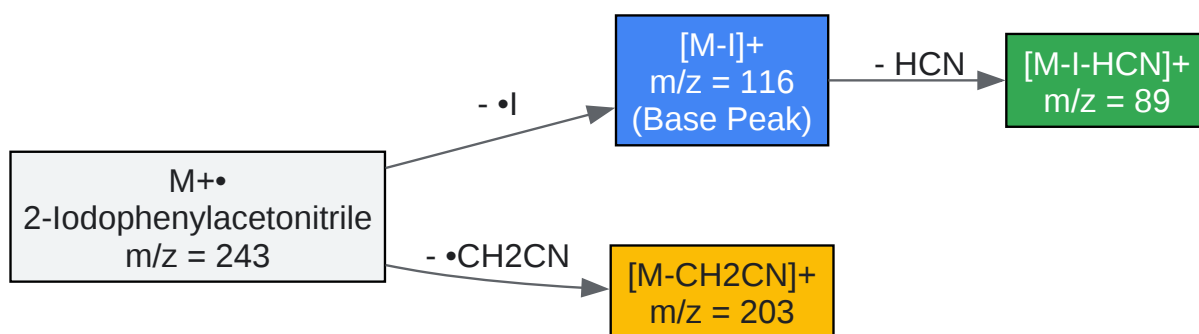 [M-I]+
m/z = 116
(Base Peak)
- HCN
[M-I-HCN]+
m/z = 89
- •I
M+•
2-Iodophenylacetonitrile
m/z = 243
- •CH2CN
[M-CH2CN]+
m/z = 203